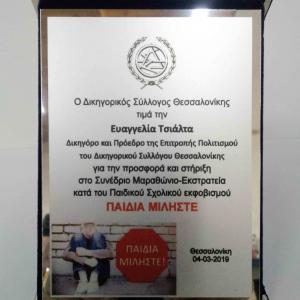 Ο Δικηγορικός Σύλλογος Θεσσαλονίκης
τιμά την
Ευαγγελία Τσιάλτα
Δικηγόρο και Πρόεδρο της Επιτροπής Πολιτισμού
του Δικηγορικού Συλλόγου Θεσσαλονίκης
για την προσφορά και στήριξη
στο Συνέδριο Μαραθώνιο-Εκστρατεία
κατά του Παιδικού Σχολικού εκφοβισμού
ΠΑΙΔΙΑ ΜΙΛΗΣΤΕ
ΠΑΙΔΙΑ
ΜΙΛΗΣΤΕ!
Θεσσαλονίκη
04-03-2019